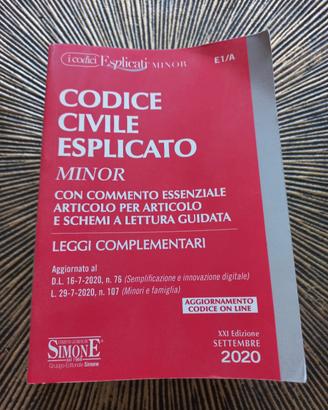 i codici Esplicati MINOR
E1/A
CODICE
CIVILE
ESPLICATO
MINOR
CON COMMENTO ESSENZIALE
ARTICOLO PER ARTICOLO
E SCHEMI A LETTURA GUIDATA
LEGGI COMPLEMENTARI
Aggiornato al
D.L. 16-7-2020, n. 76 (Semplificazione e innovazione digitale)
L. 29-7-2020, n. 107 (Minori e famiglia)
AGGIORNAMENTO
CODICE ON LINE
XXI Edizione
SETTEMBRE
2020
SIMONE
Gruppo Editoriale Simone